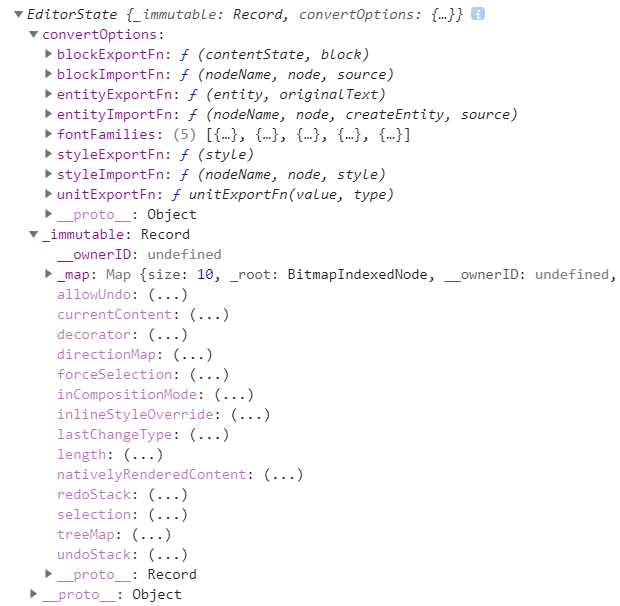 EditorState {_immutable: Record, convertOptions: {…}} i
convertOptions:
blockExportFn: ƒ (contentState, block)
blockImportFn: ƒ (nodeName, node, source)
entityExportFn: ƒ (entity, originalText)
entityImportFn: ƒ (nodeName, node, createEntity, source)
fontFamilies: (5) [{…}, {…}, {…}, {…}, {…}]
styleExportFn: ƒ (style)
styleImportFn: ƒ (nodeName, node, style)
unitExportFn: ƒ unitExportFn(value, type)
__proto__: Object
_immutable: Record
__ownerID: undefined
_map: Map {size: 10, _root: BitmapIndexedNode, __ownerID: undefined,
allowUndo: (...)
currentContent: (...)
decorator: (...)
directionMap: (...)
forceSelection: (...)
inCompositionMode: (...)
inlineStyleOverride: (...)
lastChangeType: (...)
length: (...)
nativelyRenderedContent: (...)
redoStack: (...)
selection: (...)
treeMap: (...)
undoStack: (...)
__proto__: Record
__proto__: Object